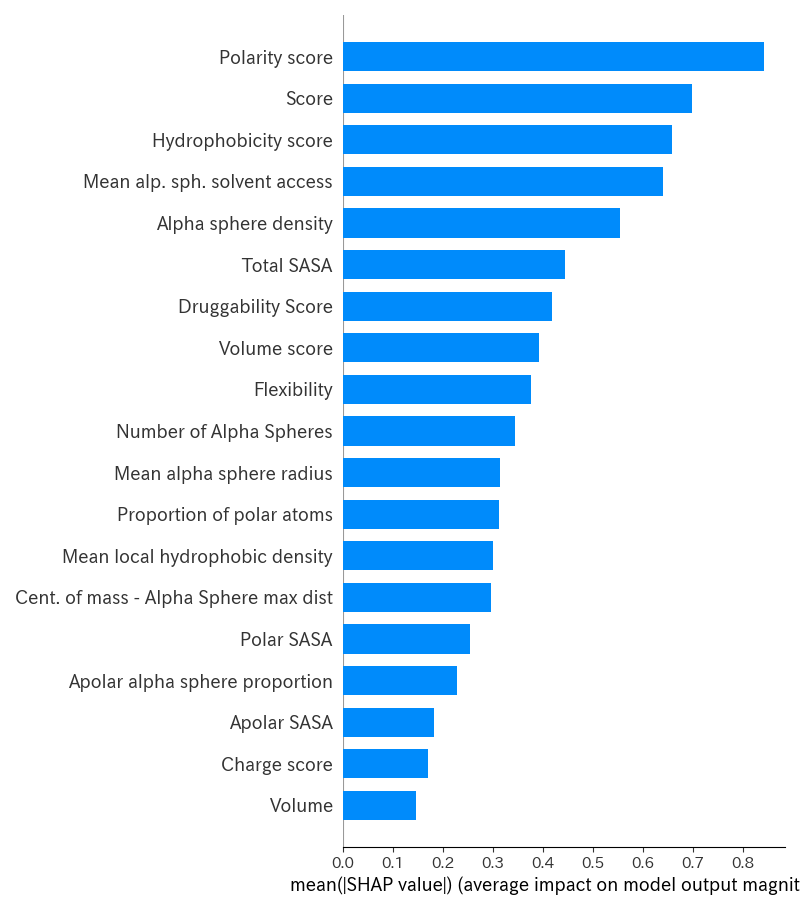 Polarity score
Score
Hydrophobicity score
Mean alp. sph. solvent access
Alpha sphere density
Total SASA
Druggability Score
Volume score
Flexibility
Number of Alpha Spheres
Mean alpha sphere radius
Proportion of polar atoms
Mean local hydrophobic density
Cent. of mass - Alpha Sphere max dist
Polar SASA
Apolar alpha sphere proportion
Apolar SASA
Charge score
Volume
0.0 0.1 0.2 0.3 0.4 0.5 0.6 0.7 0.8
mean(|SHAP value|) (average impact on model output magnit